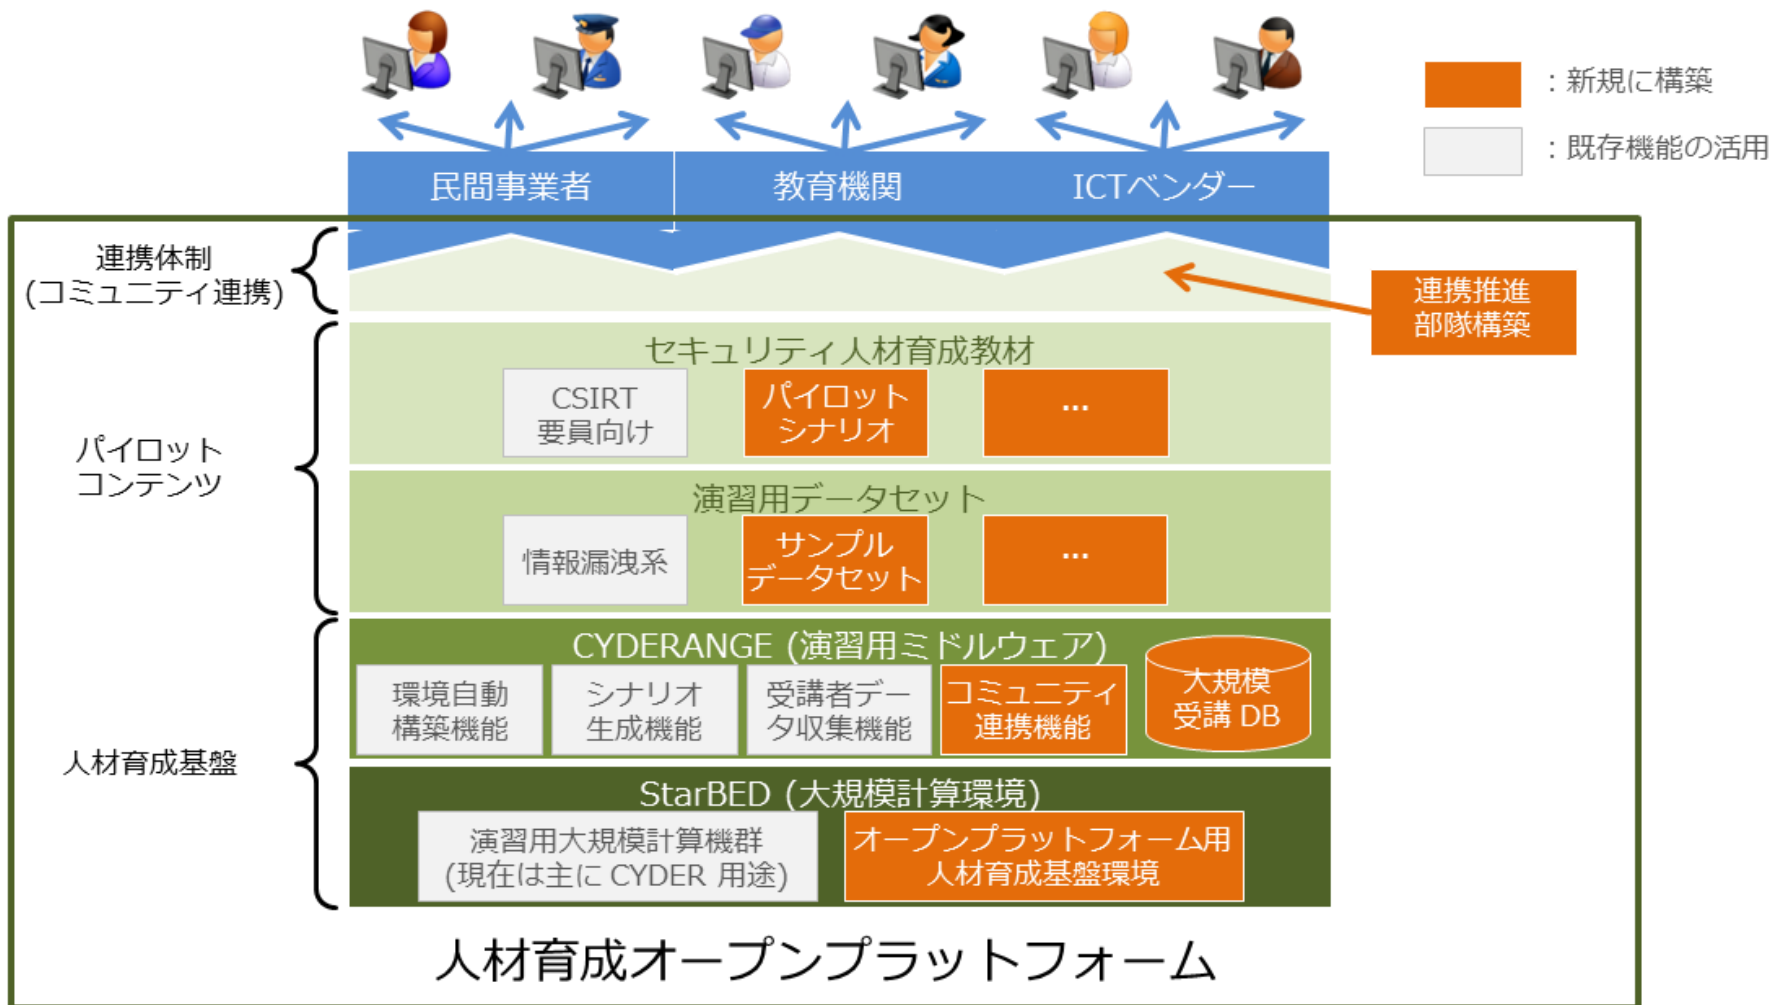 ：新規に構築
：既存機能の活用
民間事業者
教育機関
ICTベンダー
連携体制
(コミュニティ連携)
連携推進
部隊構築
セキュリティ人材育成教材
CSIRT
要員向け
パイロット
シナリオ
…
パイロット
コンテンツ
演習用データセット
情報漏洩系
サンプル
データセット
…
CYDERANGE (演習用ミドルウェア)
環境自動
構築機能
シナリオ
生成機能
受講者デー
タ収集機能
コミュニティ
連携機能
大規模
受講 DB
人材育成基盤
StarBED (大規模計算環境)
演習用大規模計算機群
(現在は主に CYDER 用途)
オープンプラットフォーム用
人材育成基盤環境
人材育成オープンプラットフォーム